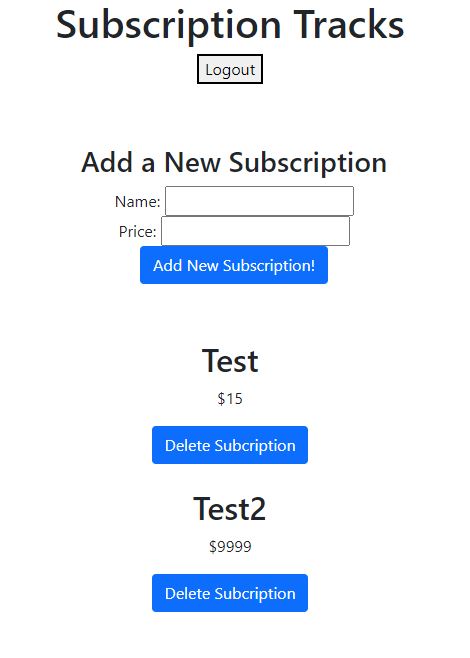 Subscription Tracks
Logout
Add a New Subscription
Name:
Price:
Add New Subscription!
Test
$15
Delete Subcription
Test2
$9999
Delete Subcription